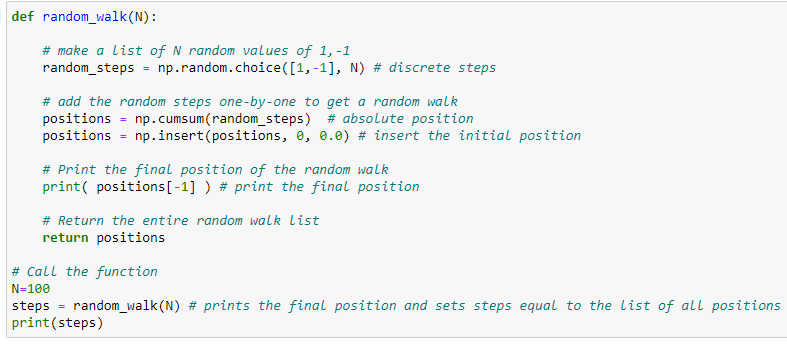 def random_walk(N):
# make a list of N random values of 1,-1
random_steps = np.random.choice([1,-1], N) # discrete steps
# add the random steps one-by-one to get a random walk
positions = np.cumsum(random_steps)  # absolute position
positions = np.insert(positions, 0, 0.0) # insert the initial position
# Print the final position of the random walk
print( positions[-1] ) # print the final position
# Return the entire random walk list
return positions
# Call the function
N=100
steps = random_walk(N) # prints the final position and sets steps equal to the list of all positions
print(steps)